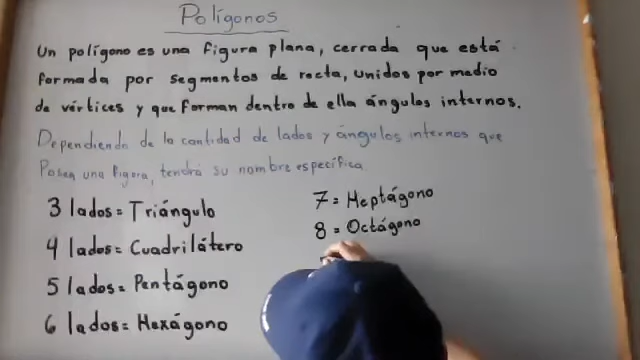 Polígonos
Un polígono es una figura plana, cerrada que está
formada por segmentos de recta, unidos por medio
de vértices y que forman dentro de ella ángulos internos.
Dependiendo de la cantidad de lados y ángulos internos que
Posea una figura, tendrá su nombre específica
3 lados = Triángulo
4 lados = Cuadrilátero
5 lados = Pentágono
6 lados = Hexágono
7 = Heptágono
8 = Octágono